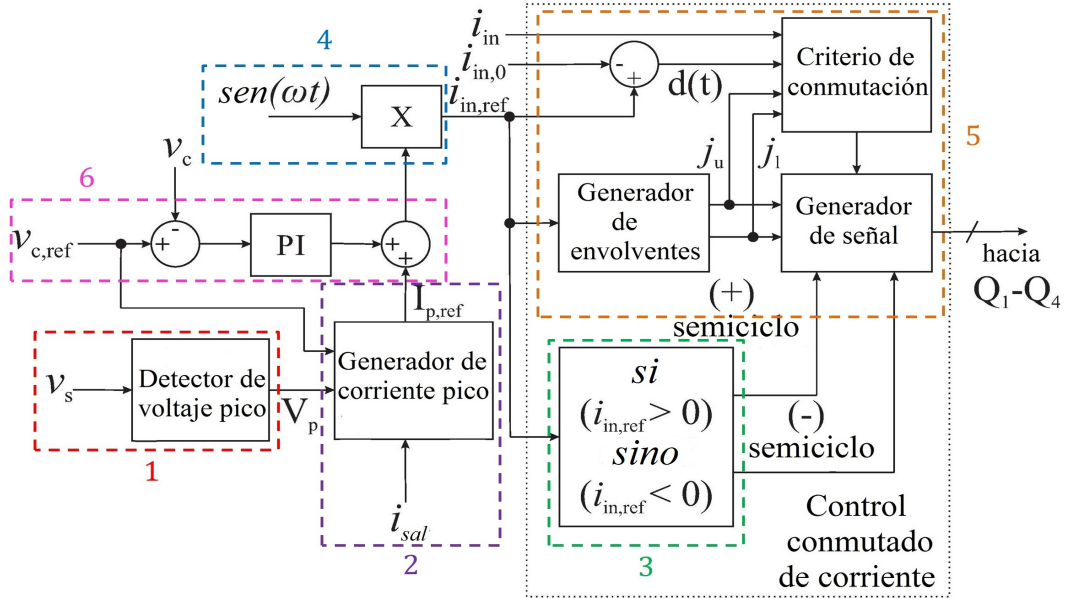 4
sen(ωt)
X
i_in
i_in,0
i_in,ref
-
+
d(t)
Criterio de
conmutación
5
j_u
j_l
6
v_c
v_c,ref
-
+
PI
+
+
Generador
de
envolventes
Generador
de señal
hacia
Q₁-Q₄
I_p,ref
(+)
semiciclo
v_s
Detector de
voltaje pico
V_p
1
Generador de
corriente pico
i_sal
2
si
(i_in,ref > 0)
sino
(i_in,ref < 0)
3
(-)
semiciclo
Control
conmutado
de corriente